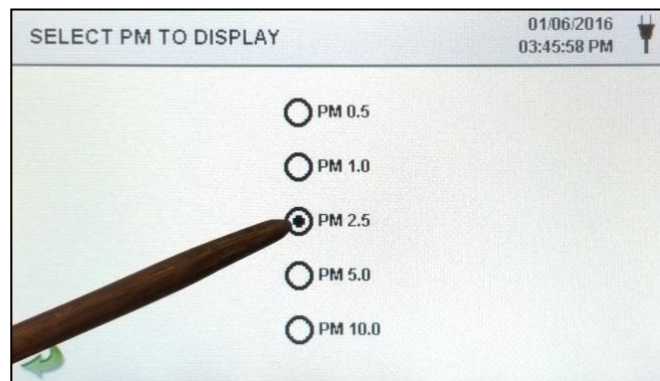 SELECT PM TO DISPLAY
01/06/2016
03:45:58 PM
PM 0.5
PM 1.0
PM 2.5
PM 5.0
PM 10.0